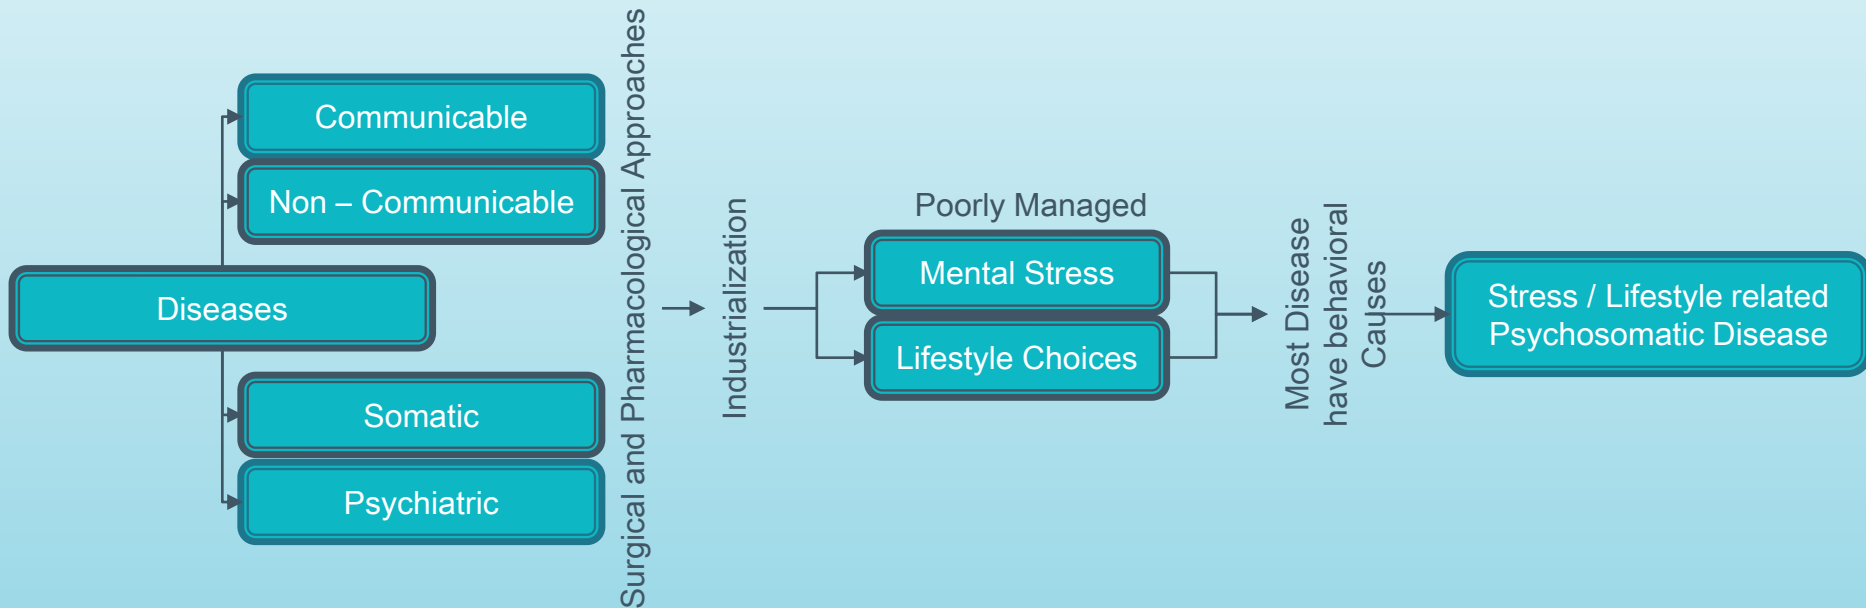 Communicable
Non – Communicable
Diseases
Somatic
Psychiatric
Surgical and Pharmacological Approaches
Industrialization
Poorly Managed
Mental Stress
Lifestyle Choices
Most Disease
have behavioral
Causes
Stress / Lifestyle related
Psychosomatic Disease